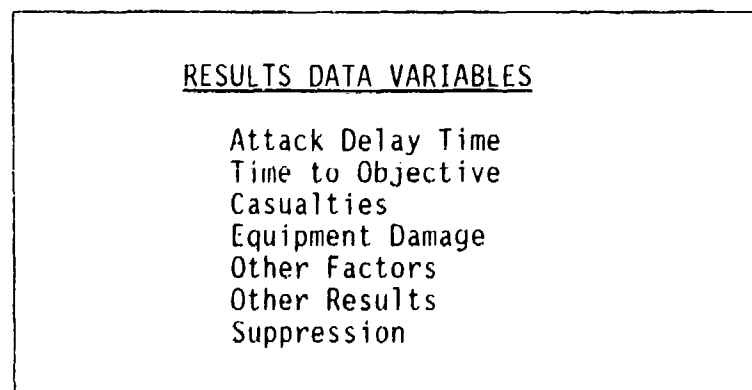 RESULTS DATA VARIABLES
Attack Delay Time
Time to Objective
Casualties
Equipment Damage
Other Factors
Other Results
Suppression